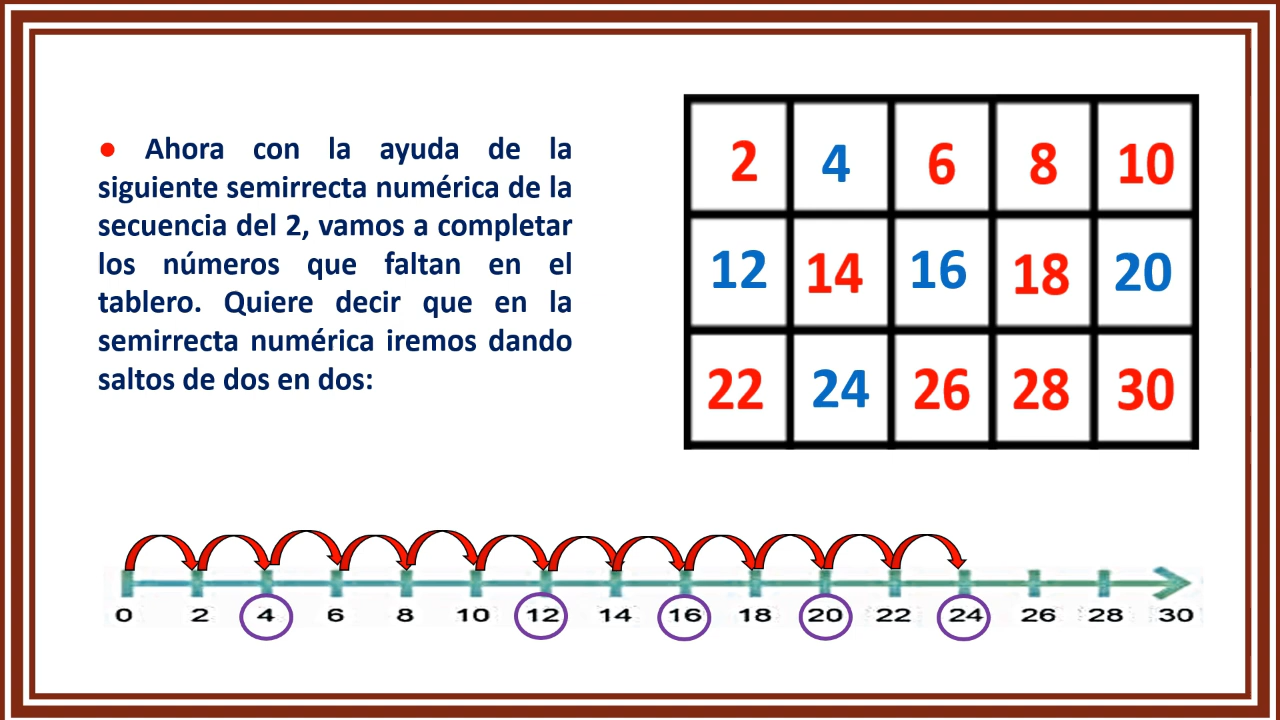 ● Ahora con la ayuda de la
siguiente semirrecta numérica de la
secuencia del 2, vamos a completar
los números que faltan en el
tablero. Quiere decir que en la
semirrecta numérica iremos dando
saltos de dos en dos:
2 4 6 8 10
12 14 16 18 20
22 24 26 28 30
0 2 4 6 8 10 12 14 16 18 20 22 24 26 28 30